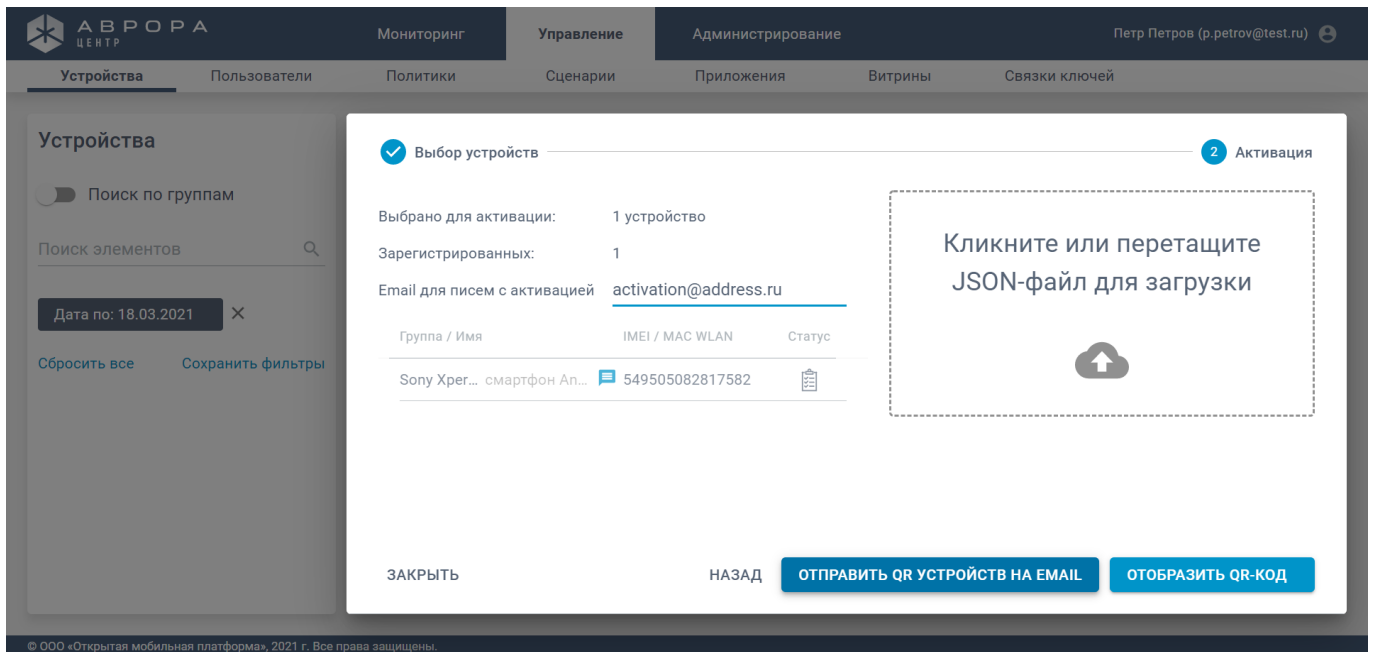 АВРОРА
ЦЕНТР
Мониторинг Управление Администрирование Петр Петров (p.petrov@test.ru)
Устройства Пользователи Политики Сценарии Приложения Витрины Связки ключей
Устройства
Поиск по группам
Поиск элементов
Дата по: 18.03.2021
Сбросить все Сохранить фильтры
Выбор устройств 2 Активация
Выбрано для активации: 1 устройство
Зарегистрированных: 1
Email для писем с активацией activation@address.ru
Группа / Имя IMEI / MAC WLAN Статус
Sony Xper... смартфон An... 549505082817582
Кликните или перетащите
JSON-файл для загрузки
ЗАКРЫТЬ НАЗАД ОТПРАВИТЬ QR УСТРОЙСТВ НА EMAIL ОТОБРАЗИТЬ QR-КОД
© ООО «Открытая мобильная платформа», 2021 г. Все права защищены.